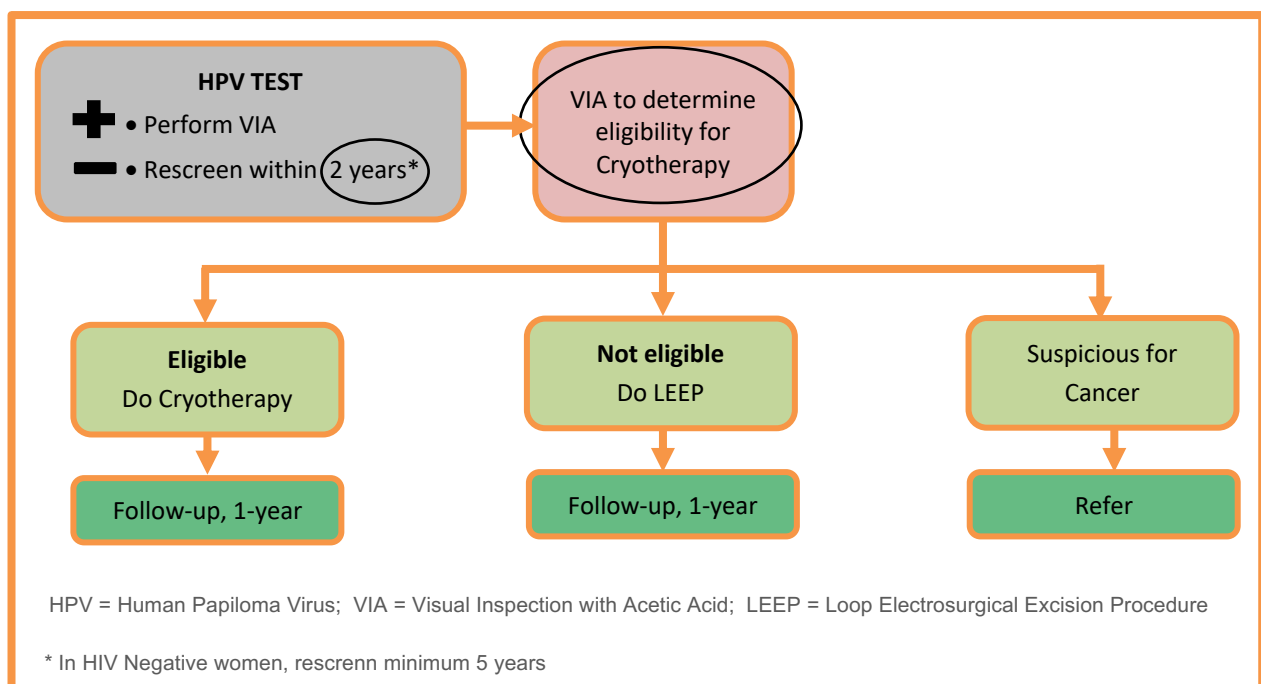 HPV TEST
• Perform VIA
• Rescreen within 2 years*
VIA to determine
eligibility for
Cryotherapy
Eligible
Do Cryotherapy
Not eligible
Do LEEP
Suspicious for
Cancer
Follow-up, 1-year
Follow-up, 1-year
Refer
HPV = Human Papiloma Virus; VIA = Visual Inspection with Acetic Acid; LEEP = Loop Electrosurgical Excision Procedure
* In HIV Negative women, rescrenn minimum 5 years